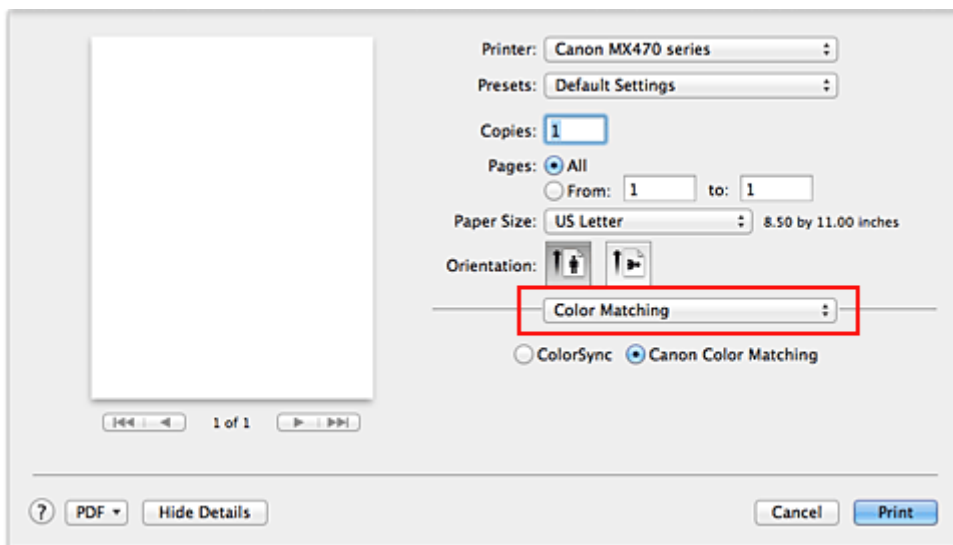 Printer: Canon MX470 series
Presets: Default Settings
Copies: 1
Pages: All
From: 1 to: 1
Paper Size: US Letter 8.50 by 11.00 inches
Orientation:
Color Matching
ColorSync Canon Color Matching
1 of 1
? PDF Hide Details Cancel Print